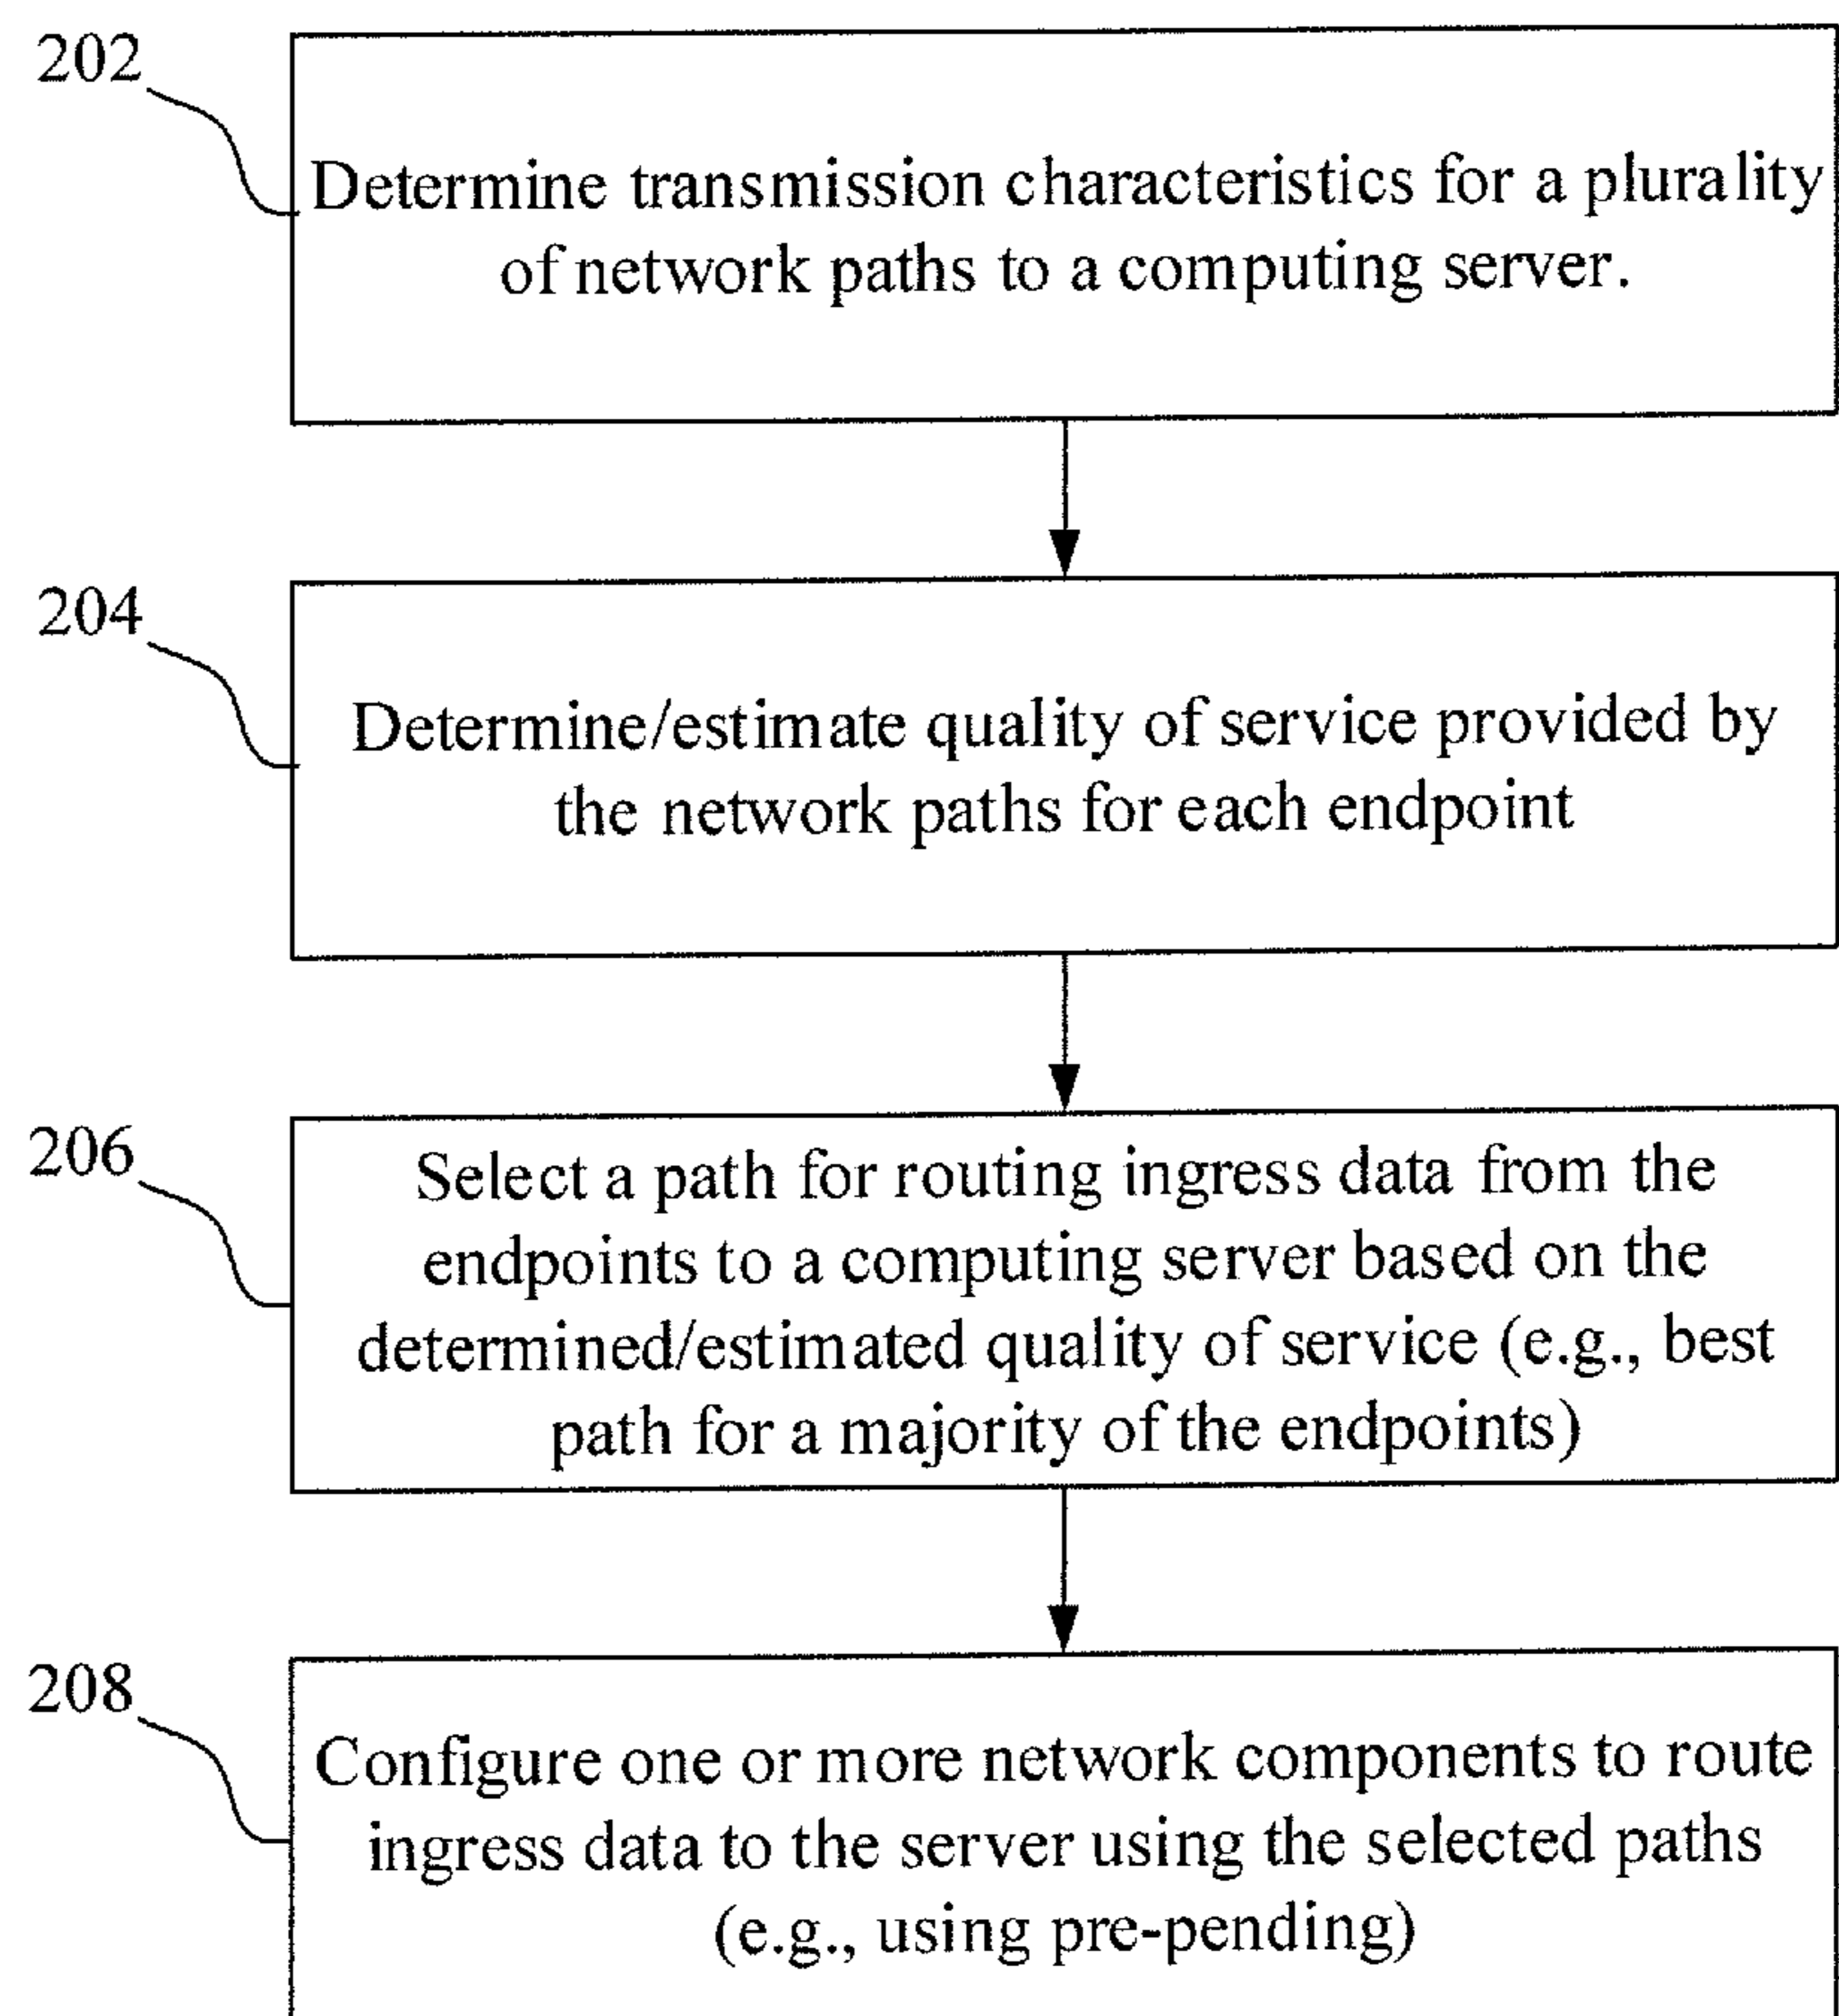 202
Determine transmission characteristics for a plurality
of network paths to a computing server.
204
Determine/estimate quality of service provided by
the network paths for each endpoint
206
Select a path for routing ingress data from the
endpoints to a computing server based on the
determined/estimated quality of service (e.g., best
path for a majority of the endpoints)
208
Configure one or more network components to route
ingress data to the server using the selected paths
(e.g., using pre-pending)